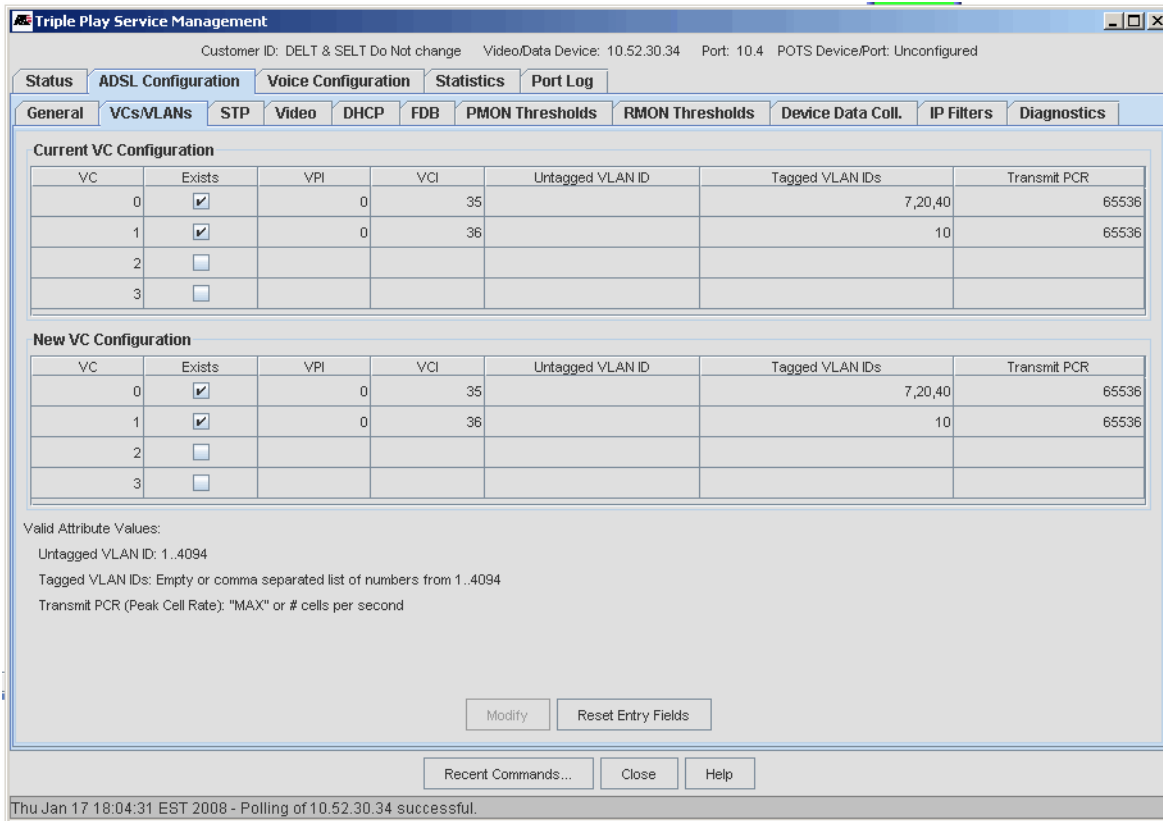 Triple Play Service Management
Customer ID: DELT & SELT Do Not change Video/Data Device: 10.52.30.34 Port: 10.4 POTS Device/Port: Unconfigured
Status ADSL Configuration Voice Configuration Statistics Port Log
General VCs/VLANs STP Video DHCP FDB PMON Thresholds RMON Thresholds Device Data Coll. IP Filters Diagnostics
Current VC Configuration
VC Exists VPI VCI Untagged VLAN ID Tagged VLAN IDs Transmit PCR
0 0 35 7,20,40 65536
1 0 36 10 65536
2
3
New VC Configuration
VC Exists VPI VCI Untagged VLAN ID Tagged VLAN IDs Transmit PCR
0 0 35 7,20,40 65536
1 0 36 10 65536
2
3
Valid Attribute Values:
Untagged VLAN ID: 1..4094
Tagged VLAN IDs: Empty or comma separated list of numbers from 1..4094
Transmit PCR (Peak Cell Rate): "MAX" or # cells per second
Modify Reset Entry Fields
Recent Commands... Close Help
Thu Jan 17 18:04:31 EST 2008 - Polling of 10.52.30.34 successful.